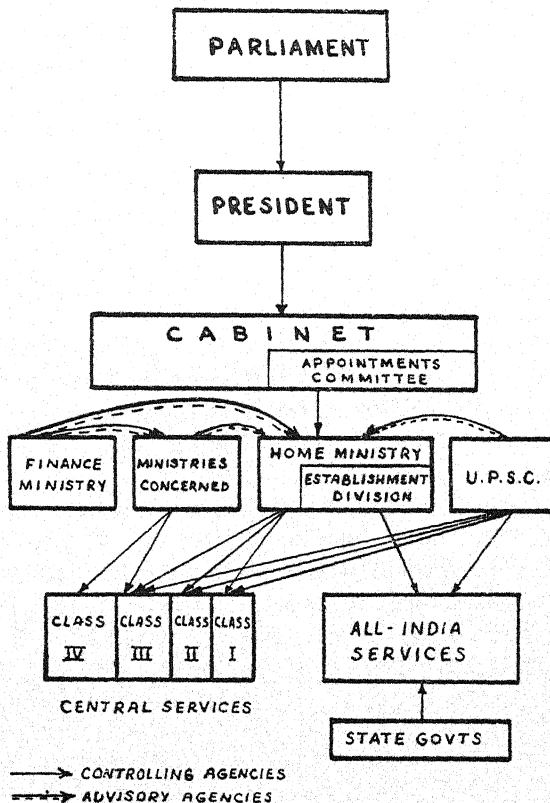 PARLIAMENT
PRESIDENT
CABINET
APPOINTMENTS
COMMITTEE
FINANCE
MINISTRY
MINISTRIES
CONCERNED
HOME MINISTRY
ESTABLISHMENT
DIVISION
U.P.S.C.
CLASS
IV
CLASS
III
CLASS
II
CLASS
I
CENTRAL SERVICES
ALL-INDIA
SERVICES
STATE GOVTS
CONTROLLING AGENCIES
ADVISORY AGENCIES